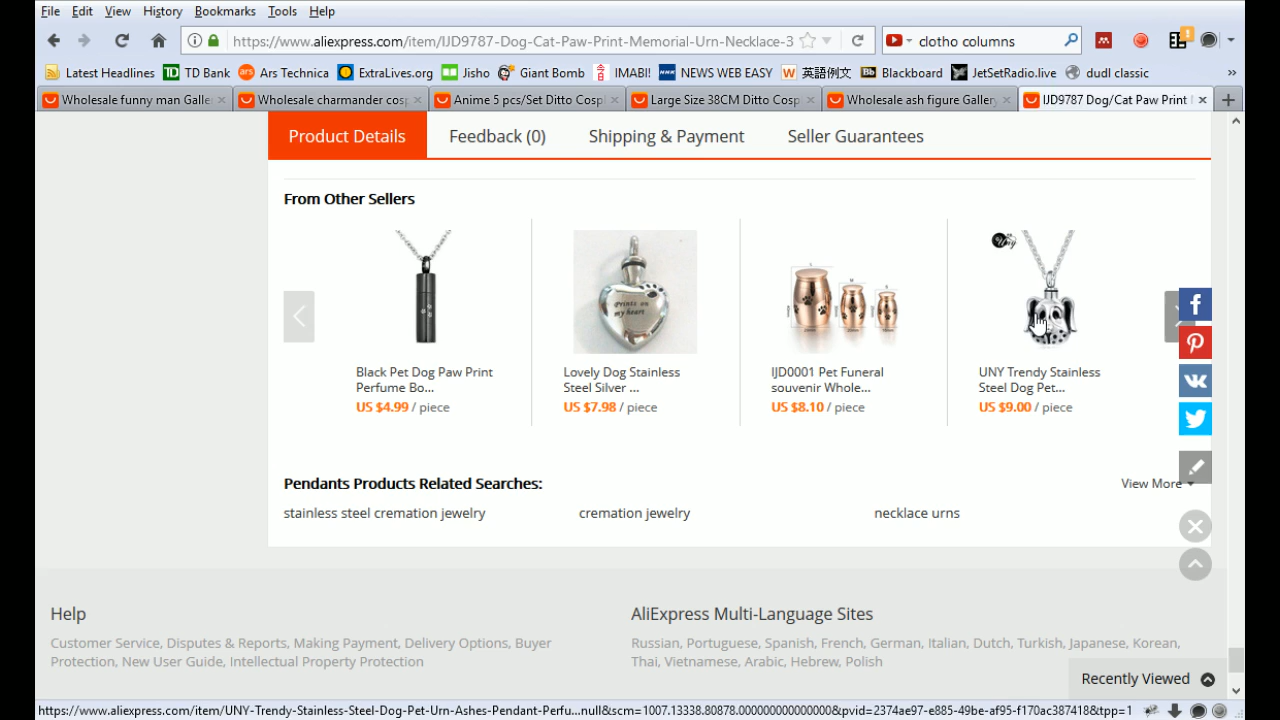 File Edit View History Bookmarks Tools Help
https://www.aliexpress.com/item/IJD9787-Dog-Cat-Paw-Print-Memorial-Urn-Necklace-3
clotho columns
1
Latest Headlines TD Bank Ars Technica ExtraLives.org Jisho Giant Bomb IMABI! NEWS WEB EASY 英語例文 Blackboard JetSetRadio.live dudl classic
Wholesale funny man Galle Wholesale charmander cosp Anime 5 pcs/Set Ditto Cospl Large Size 38CM Ditto Cosp Wholesale ash figure Gallery IJD9787 Dog/Cat Paw Print
Product Details Feedback (0) Shipping & Payment Seller Guarantees
From Other Sellers
Uny
Prints on
my heart
Black Pet Dog Paw Print
Perfume Bo...
US $4.99 / piece
Lovely Dog Stainless
Steel Silver ...
US $7.98 / piece
IJD0001 Pet Funeral
souvenir Whole...
US $8.10 / piece
UNY Trendy Stainless
Steel Dog Pet...
US $9.00 / piece
Pendants Products Related Searches:
View More
stainless steel cremation jewelry cremation jewelry necklace urns
Help
Customer Service, Disputes & Reports, Making Payment, Delivery Options, Buyer
Protection, New User Guide, Intellectual Property Protection
AliExpress Multi-Language Sites
Russian, Portuguese, Spanish, French, German, Italian, Dutch, Turkish, Japanese, Korean,
Thai, Vietnamese, Arabic, Hebrew, Polish
Recently Viewed
https://www.aliexpress.com/item/UNY-Trendy-Stainless-Steel-Dog-Pet-Urn-Ashes-Pendant-Perfu...null&scm=1007.13338.80878.000000000000000&pvid=2374ae97-e885-49be-af95-f170ac387418&tpp=1